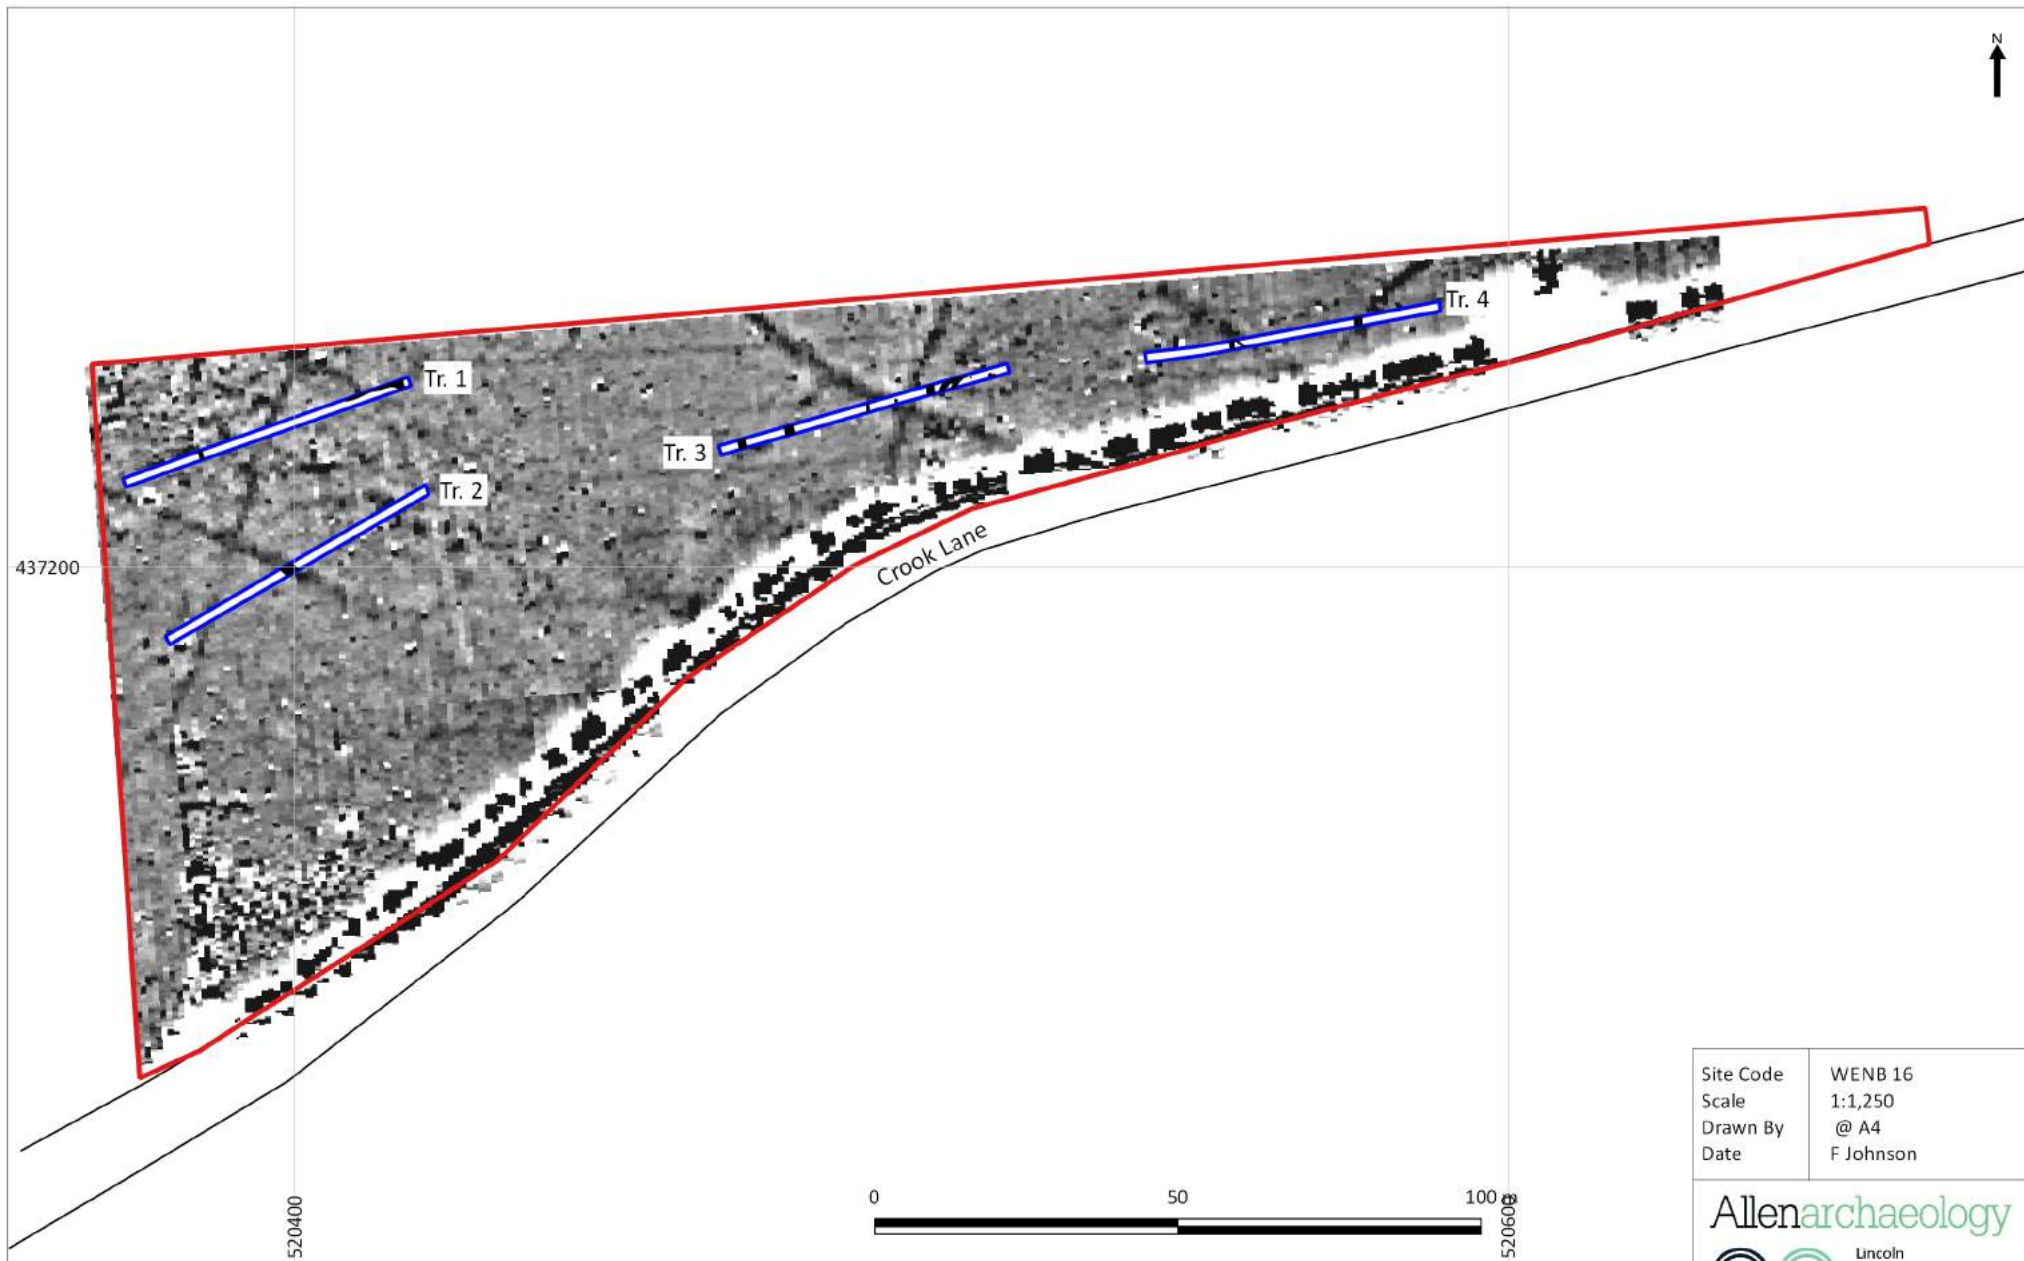 N
Tr. 1
Tr. 2
Tr. 3
Tr. 4
437200
Crook Lane
520400
520600
0 50 100 m
Site Code WENB 16
Scale 1:1,250
Drawn By @ A4
Date F Johnson
Allenarchaeology
Lincoln